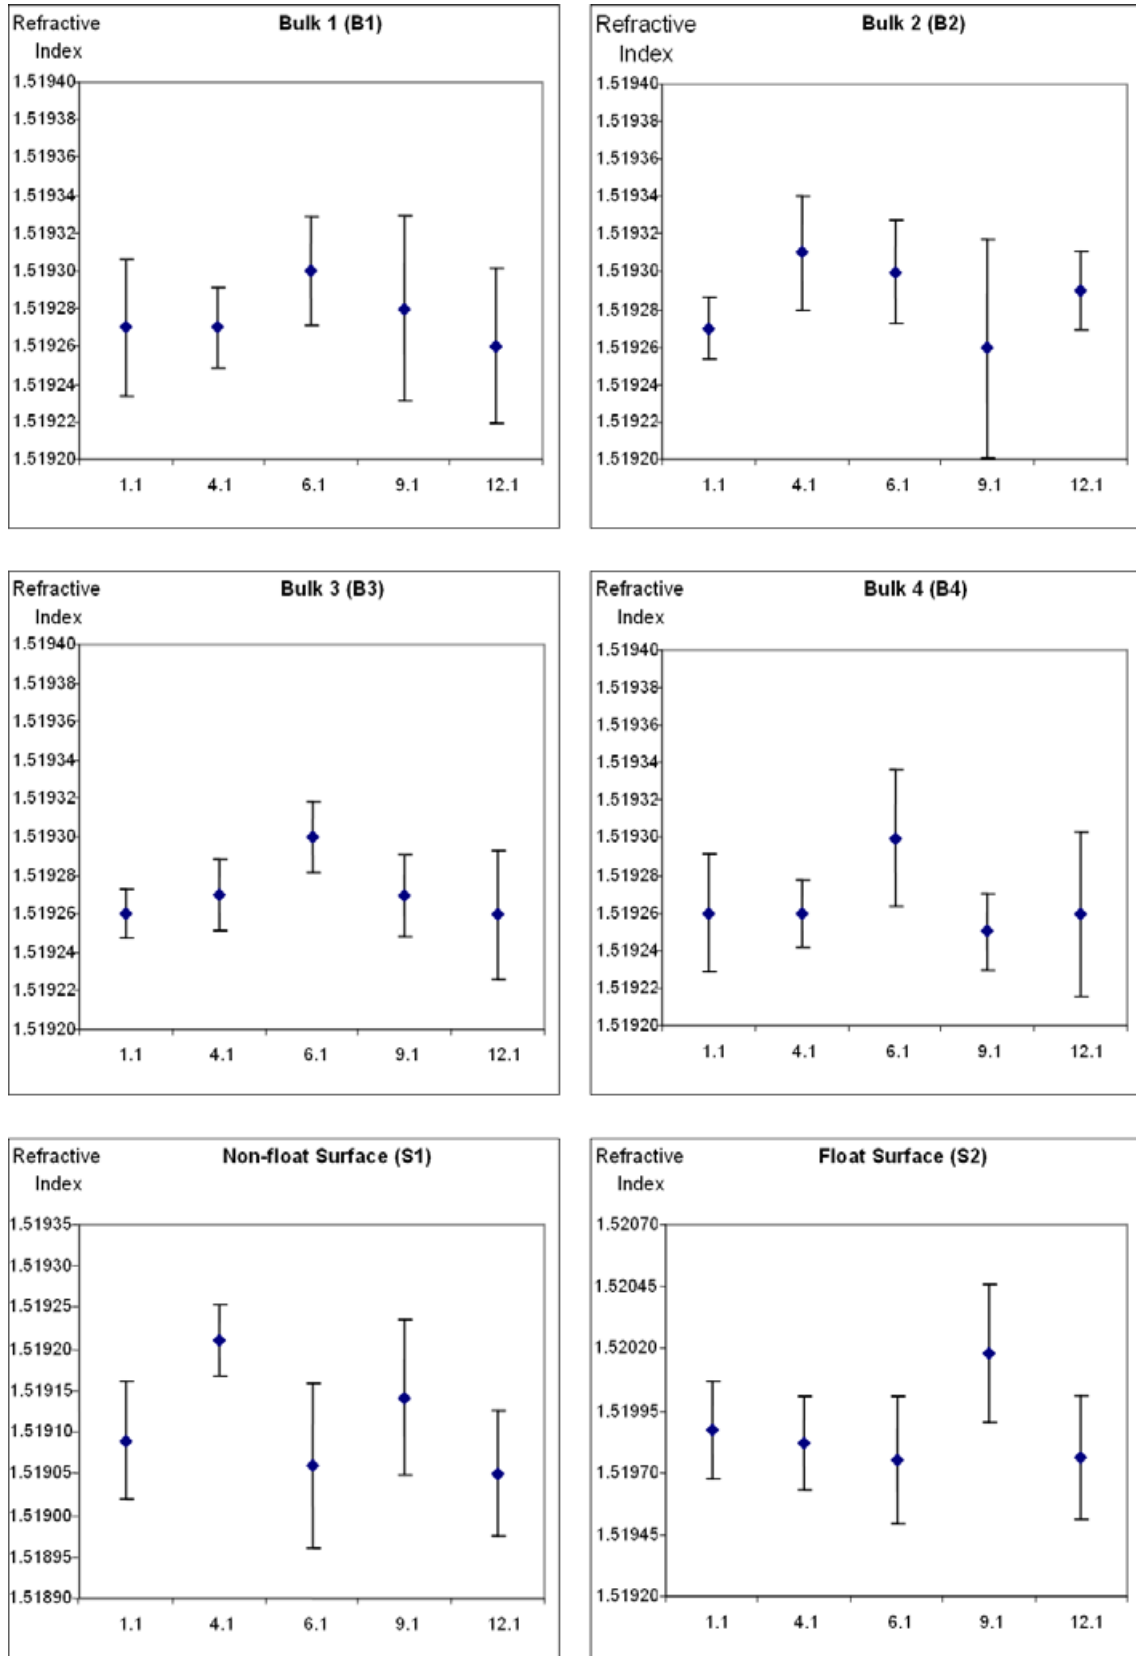 Refractive
Index
Bulk 1 (B1)
1.51940
1.51938
1.51936
1.51934
1.51932
1.51930
1.51928
1.51926
1.51924
1.51922
1.51920
1.1 4.1 6.1 9.1 12.1
Refractive
Index
Bulk 2 (B2)
1.51940
1.51938
1.51936
1.51934
1.51932
1.51930
1.51928
1.51926
1.51924
1.51922
1.51920
1.1 4.1 6.1 9.1 12.1
Refractive
Index
Bulk 3 (B3)
1.51940
1.51938
1.51936
1.51934
1.51932
1.51930
1.51928
1.51926
1.51924
1.51922
1.51920
1.1 4.1 6.1 9.1 12.1
Refractive
Index
Bulk 4 (B4)
1.51940
1.51938
1.51936
1.51934
1.51932
1.51930
1.51928
1.51926
1.51924
1.51922
1.51920
1.1 4.1 6.1 9.1 12.1
Refractive
Index
Non-float Surface (S1)
1.51935
1.51930
1.51925
1.51920
1.51915
1.51910
1.51905
1.51900
1.51895
1.51890
1.1 4.1 6.1 9.1 12.1
Refractive
Index
Float Surface (S2)
1.52070
1.52045
1.52020
1.51995
1.51970
1.51945
1.51920
1.1 4.1 6.1 9.1 12.1